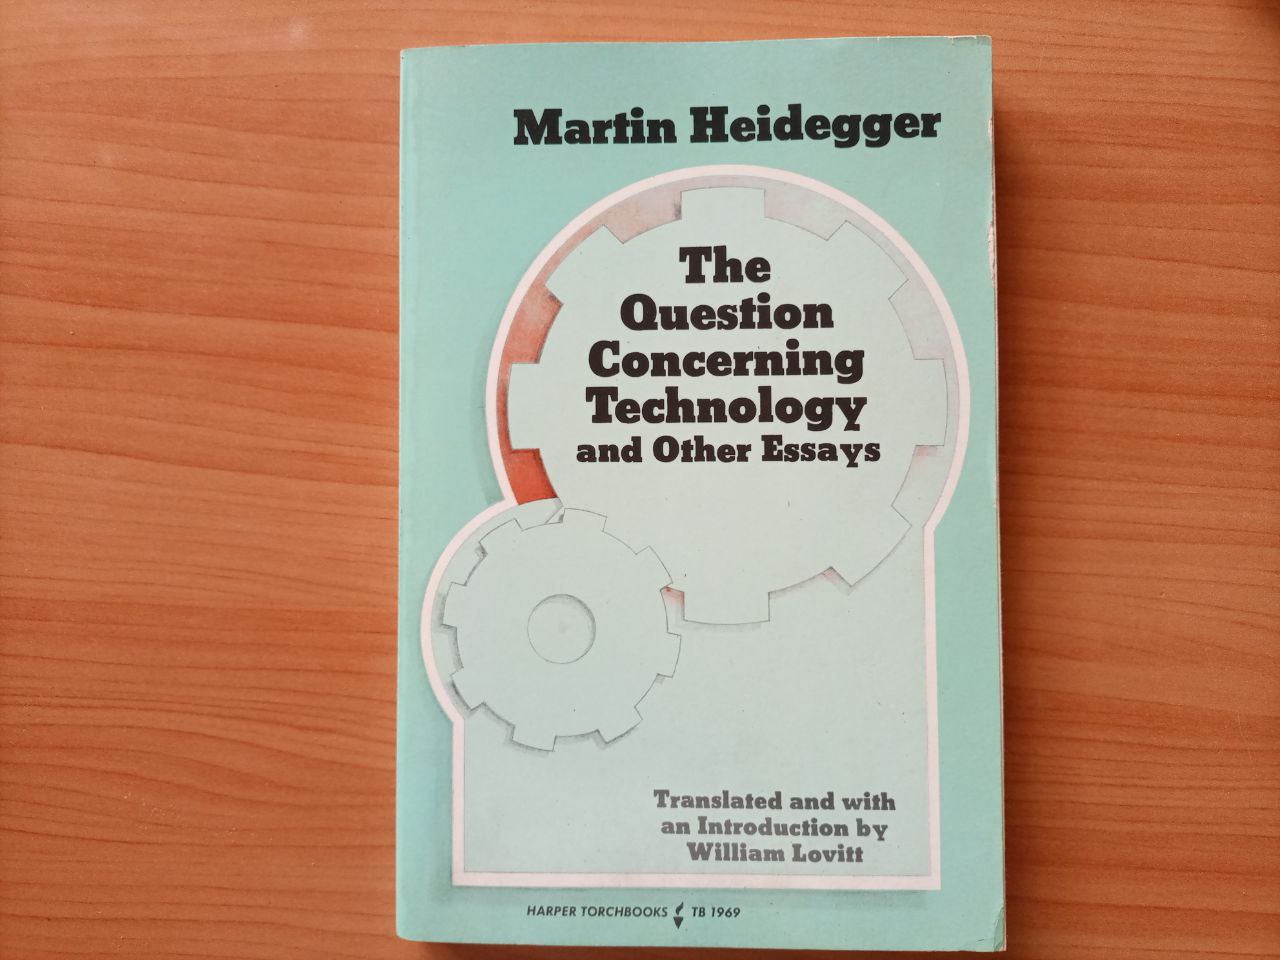 Martin Heidegger
The
Question
Concerning
Technology
and Other Essays
Translated and with
an Introduction by
William Lovitt
HARPER TORCHBOOKS TB 1969